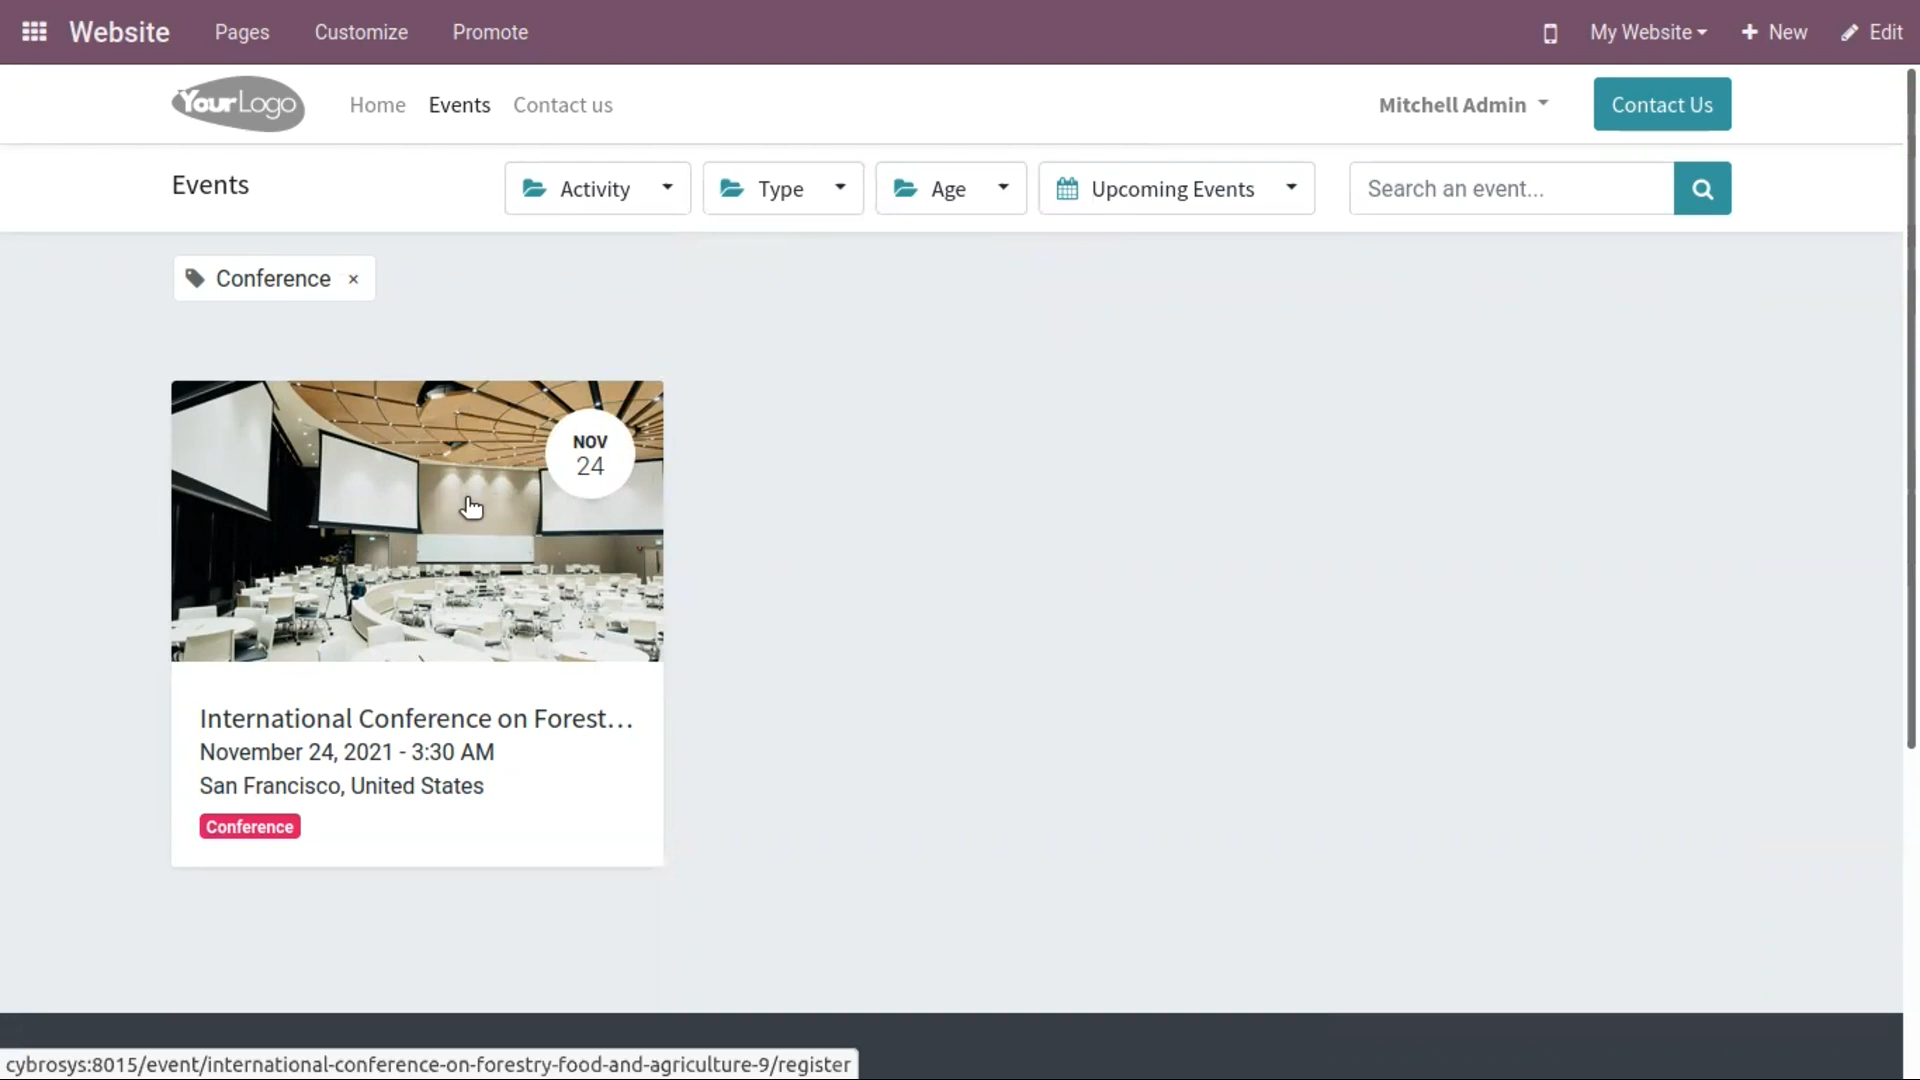 Website Pages Customize Promote My Website New Edit
YourLogo Home Events Contact us Mitchell Admin Contact Us
Events Activity Type Age Upcoming Events Search an event...
Conference ×
NOV
24
International Conference on Forest...
November 24, 2021 - 3:30 AM
San Francisco, United States
Conference
cybrosys:8015/event/international-conference-on-forestry-food-and-agriculture-9/register